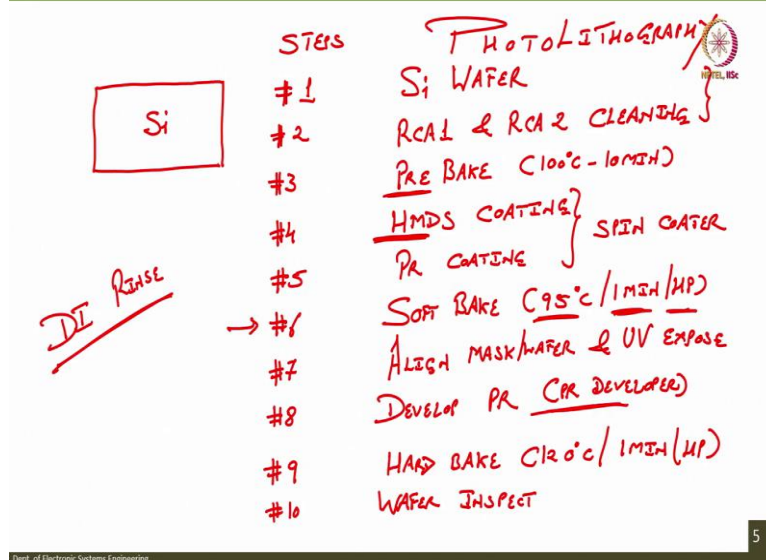 STEPS PHOTOLITHOGRAPHY
NPTEL, IISc
#1 Si WAFER
Si
#2 RCA1 & RCA2 CLEANING
#3 PRE BAKE (100°C - 10MIN)
#4 HMDS COATING
SPIN COATER
#5 PR COATING
DI RINSE
→ #6 SOFT BAKE (95°C/1MIN/HP)
#7 ALIGN MASK/WAFER & UV EXPOSE
#8 DEVELOP PR (PR DEVELOPER)
#9 HARD BAKE (120°C/1MIN/HP)
#10 WAFER INSPECT
5
Dept. of Electronic Systems Engineering